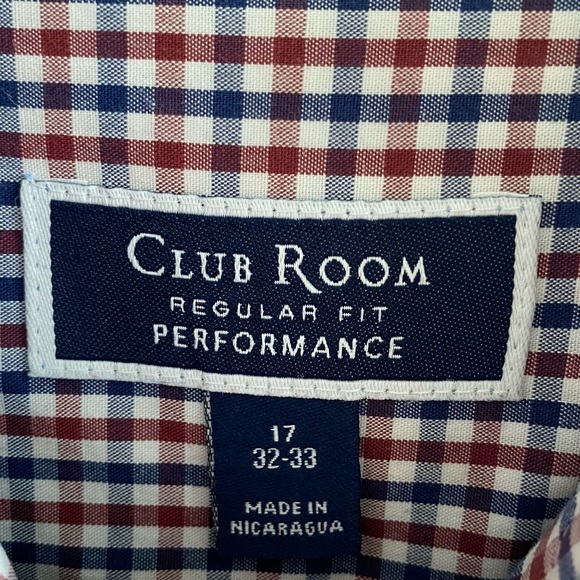 CLUB ROOM
REGULAR FIT
PERFORMANCE
17
32-33
MADE IN
NICARAGUA